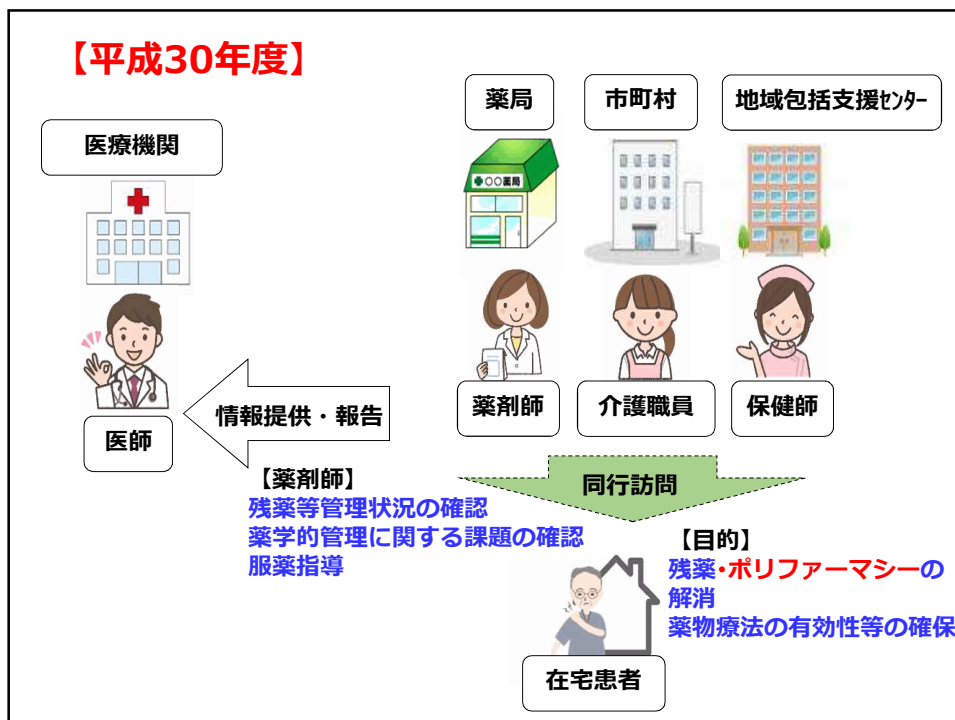 【平成30年度】
薬局
市町村
地域包括支援ｾﾝﾀｰ
医療機関
✚〇〇薬局
薬剤師
介護職員
保健師
医師
情報提供・報告
同行訪問
【薬剤師】
残薬等管理状況の確認
薬学的管理に関する課題の確認
服薬指導
【目的】
残薬・ポリファーマシーの
解消
薬物療法の有効性等の確保
在宅患者